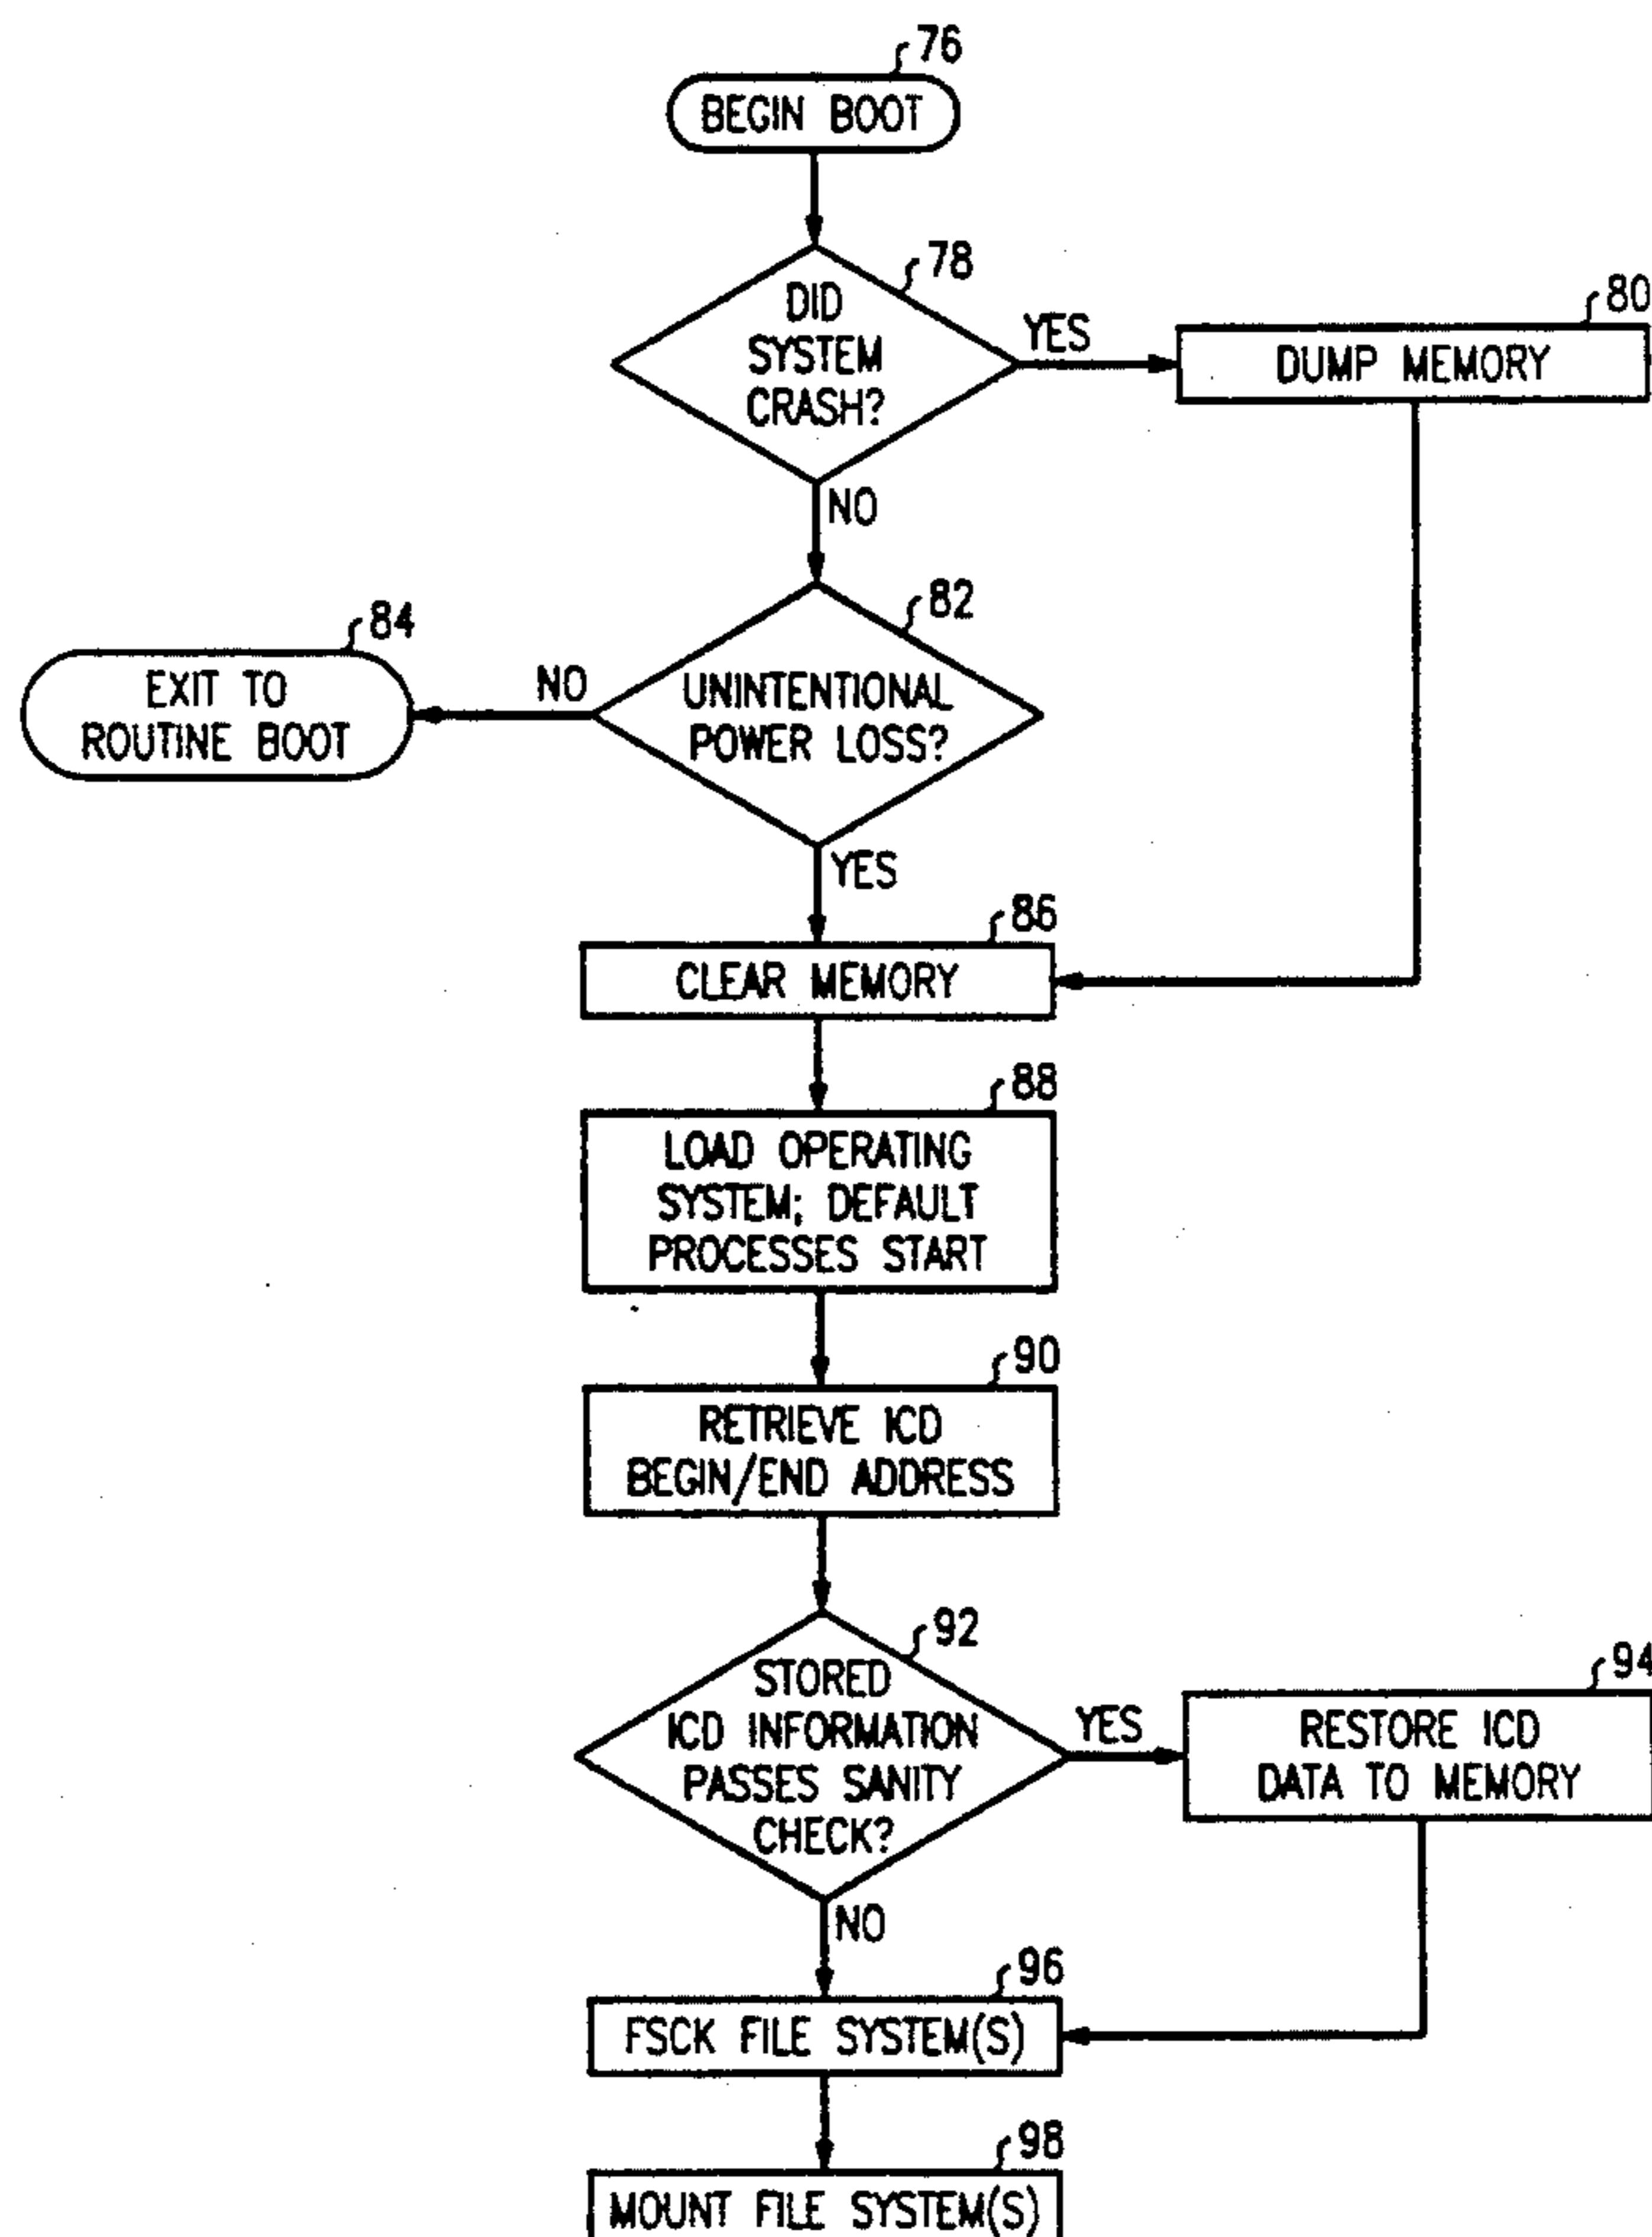 76
BEGIN BOOT
78
DID
SYSTEM
CRASH?
YES
80
DUMP MEMORY
NO
82
UNINTENTIONAL
POWER LOSS?
NO
84
EXIT TO
ROUTINE BOOT
YES
86
CLEAR MEMORY
88
LOAD OPERATING
SYSTEM; DEFAULT
PROCESSES START
90
RETRIEVE ICD
BEGIN/END ADDRESS
92
STORED
ICD INFORMATION
PASSES SANITY
CHECK?
YES
94
RESTORE ICD
DATA TO MEMORY
NO
96
FSCK FILE SYSTEM(S)
98
MOUNT FILE SYSTEM(S)